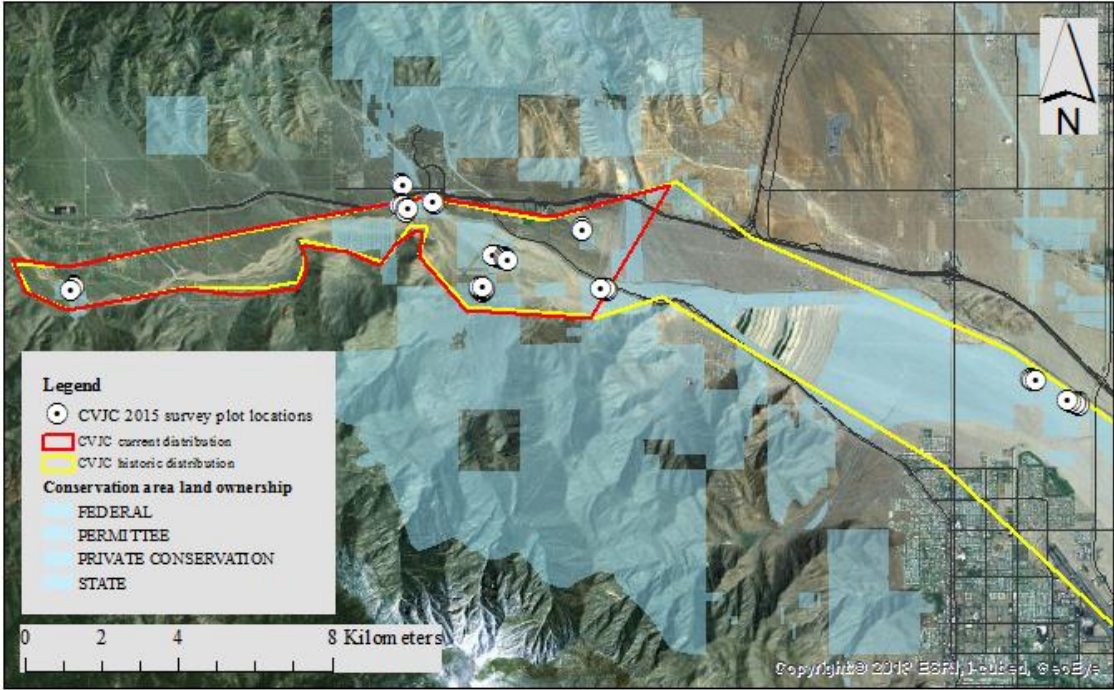 N
Legend
CVJC 2015 survey plot locations
CVJC current distribution
CVJC historic distribution
Conservation area land ownership
FEDERAL
PERMITTEE
PRIVATE CONSERVATION
STATE
0 2 4 8 Kilometers
Copyright:© ESRI, i-cubed, GeoEye